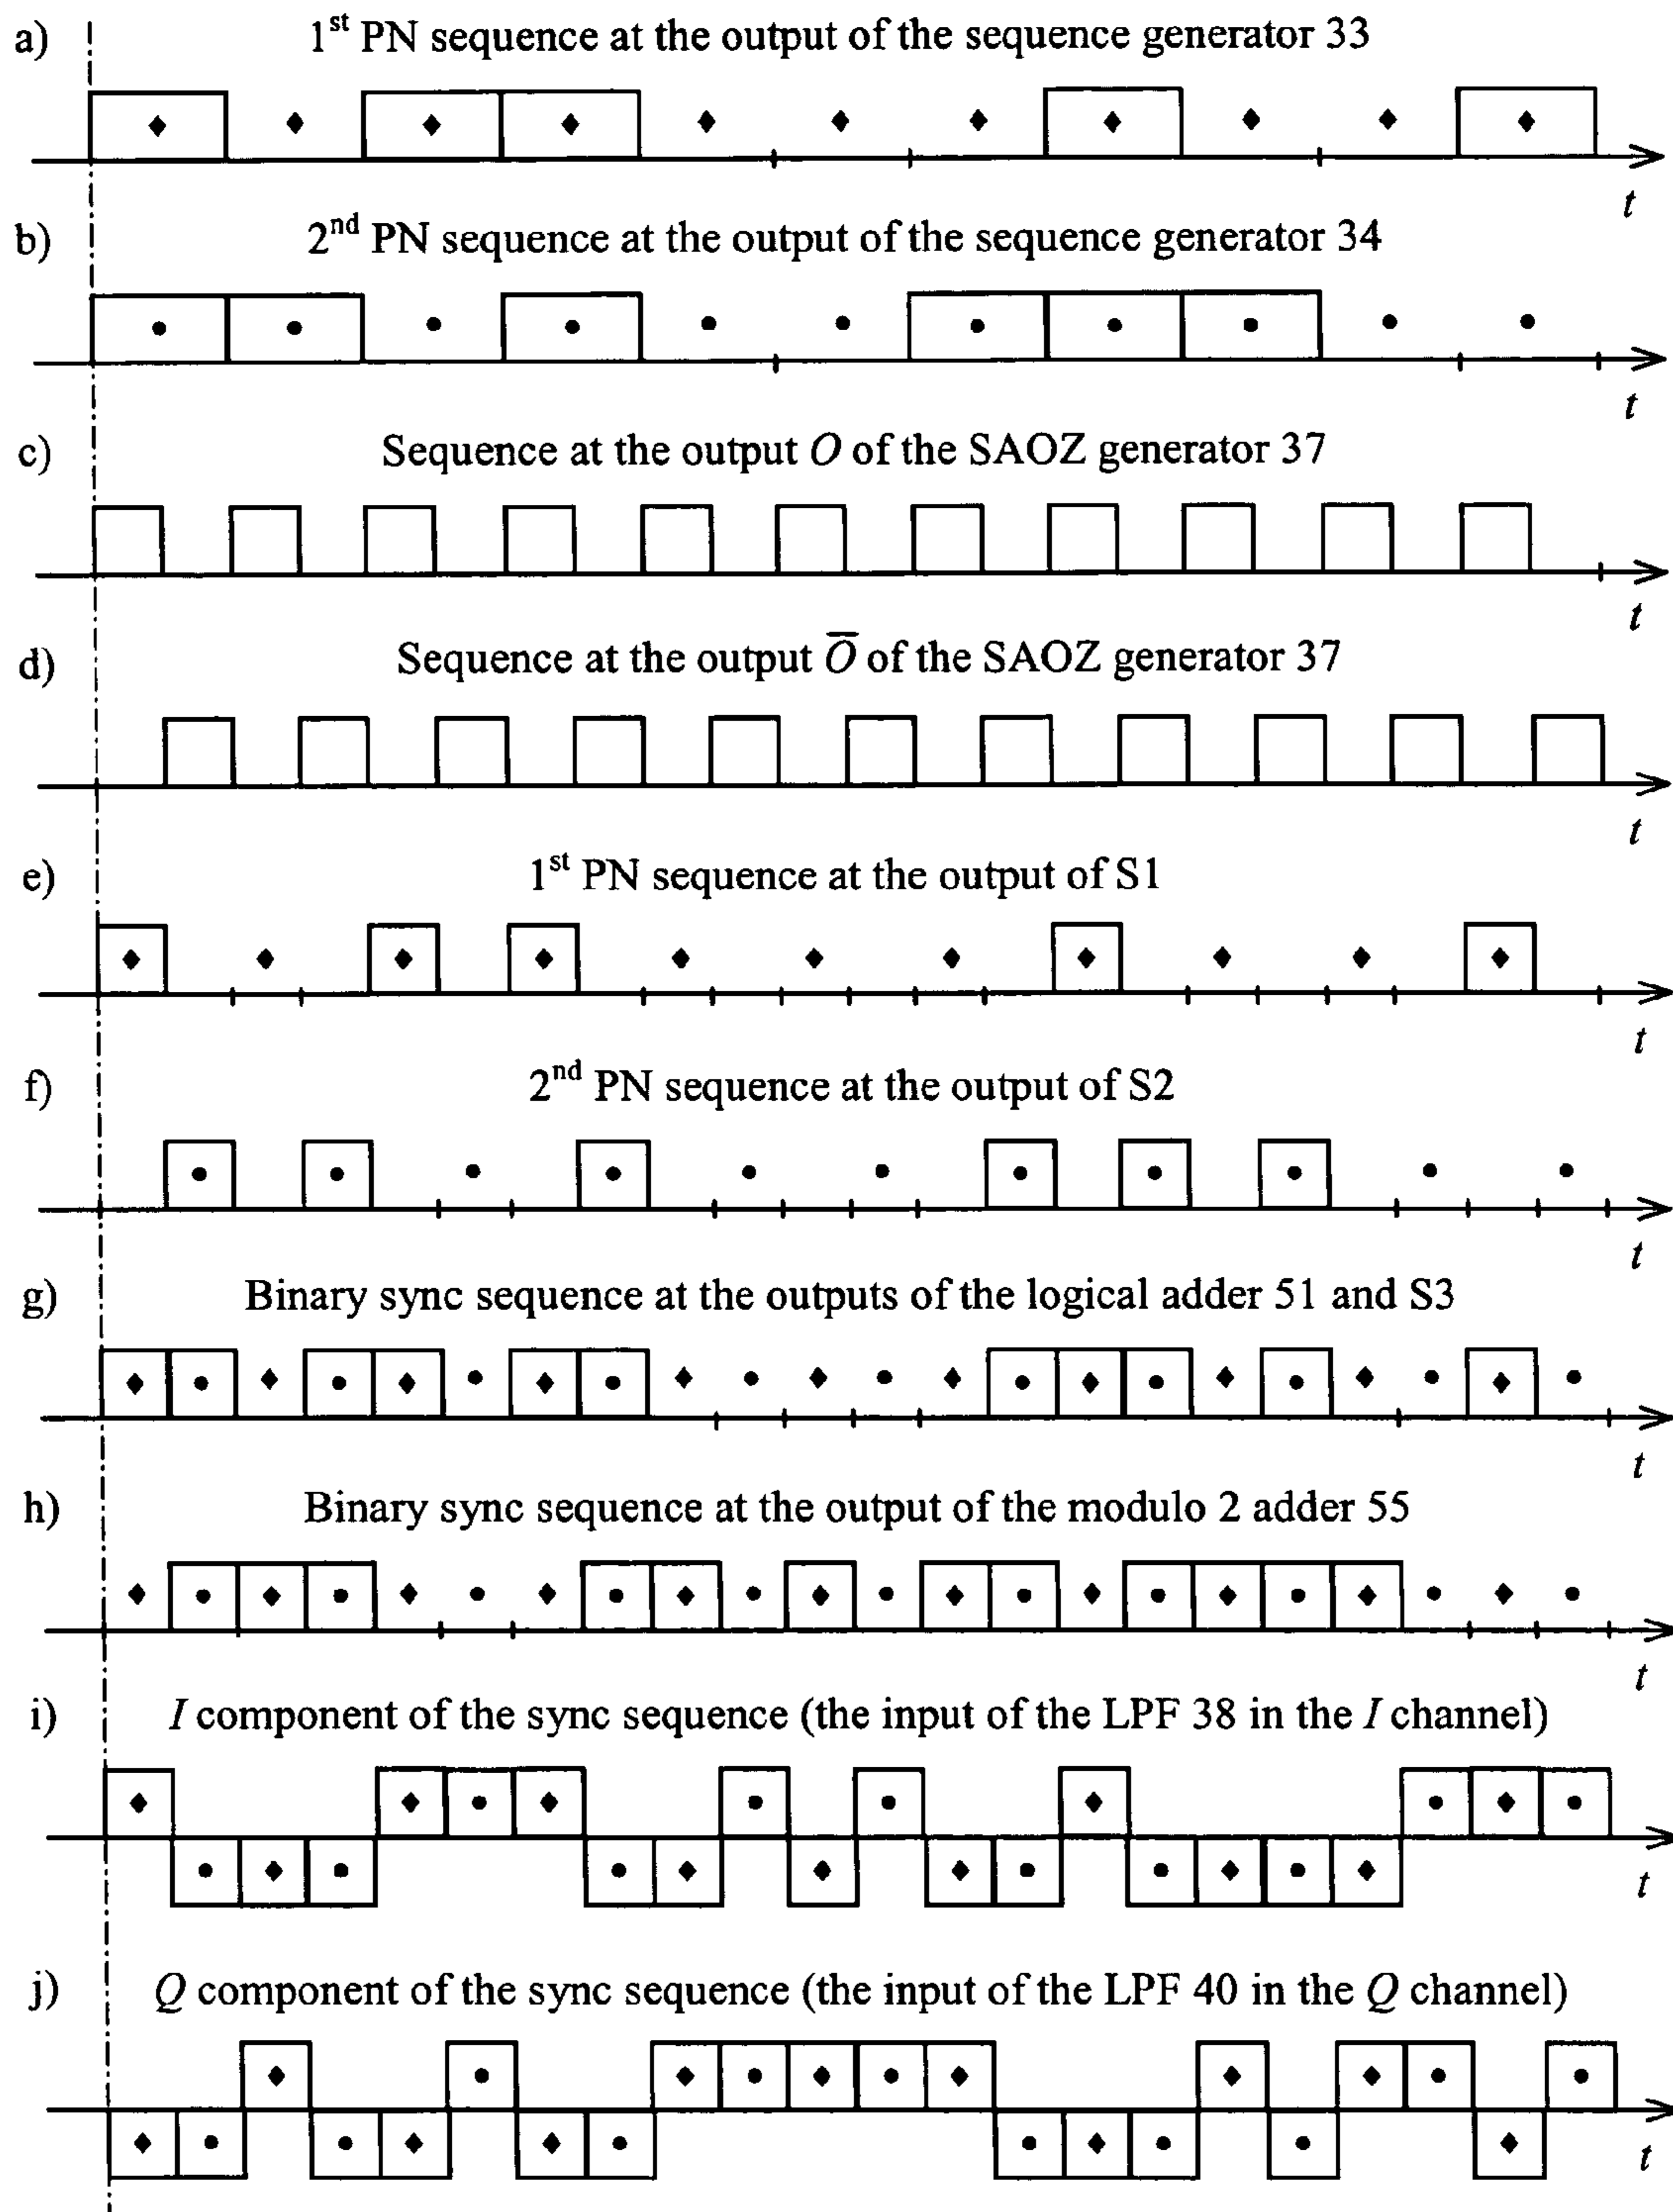 a) 1st PN sequence at the output of the sequence generator 33
t
b) 2nd PN sequence at the output of the sequence generator 34
t
c) Sequence at the output O of the SAOZ generator 37
t
d) Sequence at the output O̅ of the SAOZ generator 37
t
e) 1st PN sequence at the output of S1
t
f) 2nd PN sequence at the output of S2
t
g) Binary sync sequence at the outputs of the logical adder 51 and S3
t
h) Binary sync sequence at the output of the modulo 2 adder 55
t
i) I component of the sync sequence (the input of the LPF 38 in the I channel)
t
j) Q component of the sync sequence (the input of the LPF 40 in the Q channel)
t